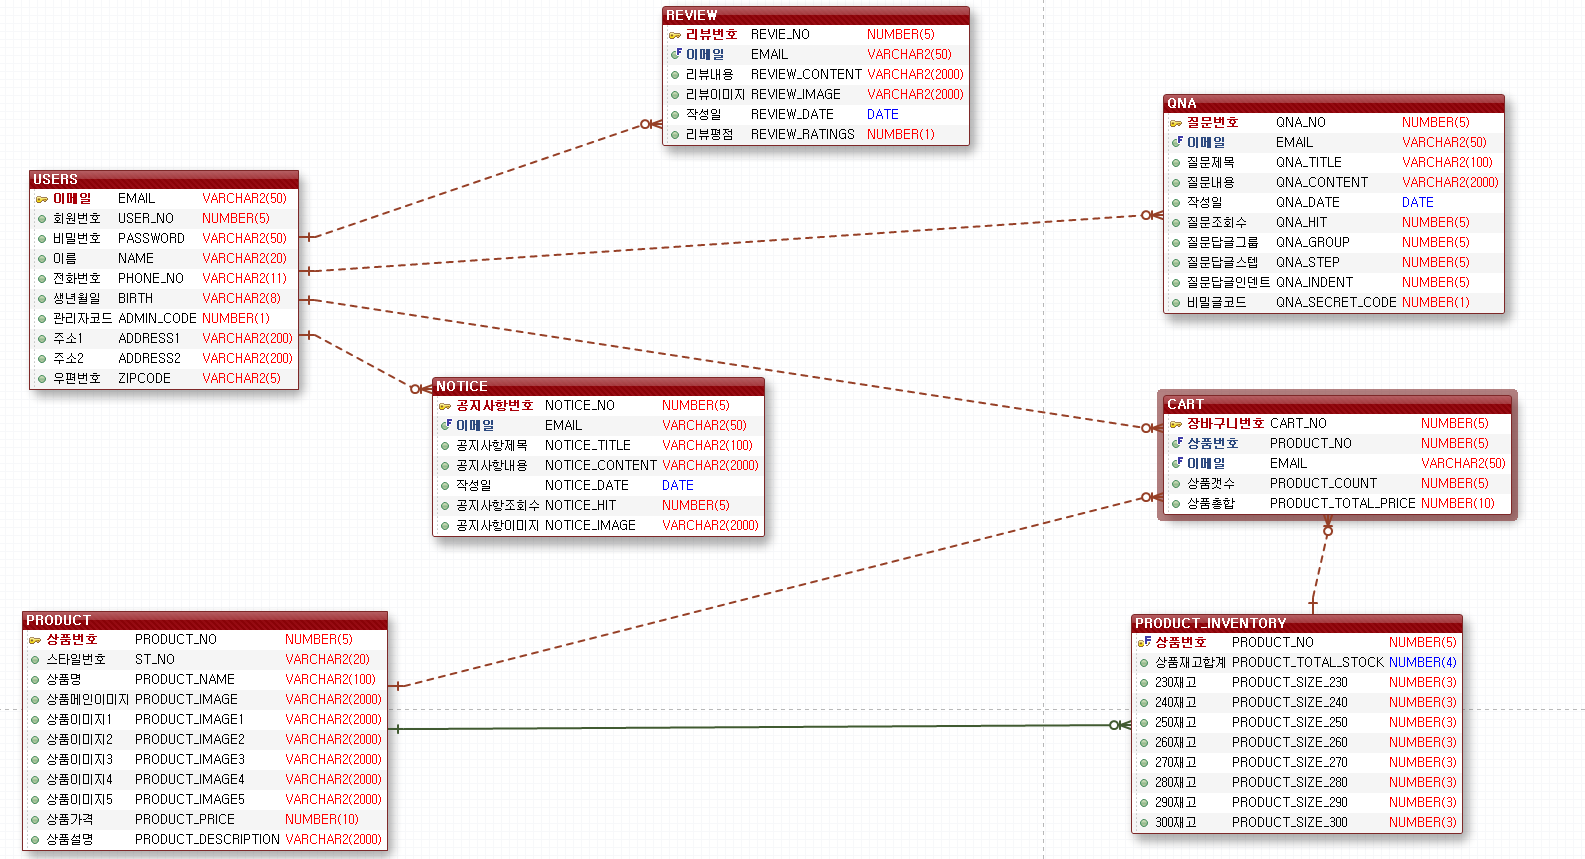 REVIEW
리뷰번호 REVIE_NO NUMBER(5)
이메일 EMAIL VARCHAR2(50)
리뷰내용 REVIEW_CONTENT VARCHAR2(2000)
리뷰이미지 REVIEW_IMAGE VARCHAR2(2000)
작성일 REVIEW_DATE DATE
리뷰평점 REVIEW_RATINGS NUMBER(1)
QNA
질문번호 QNA_NO NUMBER(5)
이메일 EMAIL VARCHAR2(50)
질문제목 QNA_TITLE VARCHAR2(100)
질문내용 QNA_CONTENT VARCHAR2(2000)
작성일 QNA_DATE DATE
질문조회수 QNA_HIT NUMBER(5)
질문답글그룹 QNA_GROUP NUMBER(5)
질문답글스텝 QNA_STEP NUMBER(5)
질문답글인덴트 QNA_INDENT NUMBER(5)
비밀글코드 QNA_SECRET_CODE NUMBER(1)
USERS
이메일 EMAIL VARCHAR2(50)
회원번호 USER_NO NUMBER(5)
비밀번호 PASSWORD VARCHAR2(50)
이름 NAME VARCHAR2(20)
전화번호 PHONE_NO VARCHAR2(11)
생년월일 BIRTH VARCHAR2(8)
관리자코드 ADMIN_CODE NUMBER(1)
주소1 ADDRESS1 VARCHAR2(200)
주소2 ADDRESS2 VARCHAR2(200)
우편번호 ZIPCODE VARCHAR2(5)
NOTICE
공지사항번호 NOTICE_NO NUMBER(5)
이메일 EMAIL VARCHAR2(50)
공지사항제목 NOTICE_TITLE VARCHAR2(100)
공지사항내용 NOTICE_CONTENT VARCHAR2(2000)
작성일 NOTICE_DATE DATE
공지사항조회수 NOTICE_HIT NUMBER(5)
공지사항이미지 NOTICE_IMAGE VARCHAR2(2000)
CART
장바구니번호 CART_NO NUMBER(5)
상품번호 PRODUCT_NO NUMBER(5)
이메일 EMAIL VARCHAR2(50)
상품갯수 PRODUCT_COUNT NUMBER(5)
상품총합 PRODUCT_TOTAL_PRICE NUMBER(10)
PRODUCT
상품번호 PRODUCT_NO NUMBER(5)
스타일번호 ST_NO VARCHAR2(20)
상품명 PRODUCT_NAME VARCHAR2(100)
상품메인이미지 PRODUCT_IMAGE VARCHAR2(2000)
상품이미지1 PRODUCT_IMAGE1 VARCHAR2(2000)
상품이미지2 PRODUCT_IMAGE2 VARCHAR2(2000)
상품이미지3 PRODUCT_IMAGE3 VARCHAR2(2000)
상품이미지4 PRODUCT_IMAGE4 VARCHAR2(2000)
상품이미지5 PRODUCT_IMAGE5 VARCHAR2(2000)
상품가격 PRODUCT_PRICE NUMBER(10)
상품설명 PRODUCT_DESCRIPTION VARCHAR2(2000)
PRODUCT_INVENTORY
상품번호 PRODUCT_NO NUMBER(5)
상품재고합계 PRODUCT_TOTAL_STOCK NUMBER(4)
230재고 PRODUCT_SIZE_230 NUMBER(3)
240재고 PRODUCT_SIZE_240 NUMBER(3)
250재고 PRODUCT_SIZE_250 NUMBER(3)
260재고 PRODUCT_SIZE_260 NUMBER(3)
270재고 PRODUCT_SIZE_270 NUMBER(3)
280재고 PRODUCT_SIZE_280 NUMBER(3)
290재고 PRODUCT_SIZE_290 NUMBER(3)
300재고 PRODUCT_SIZE_300 NUMBER(3)